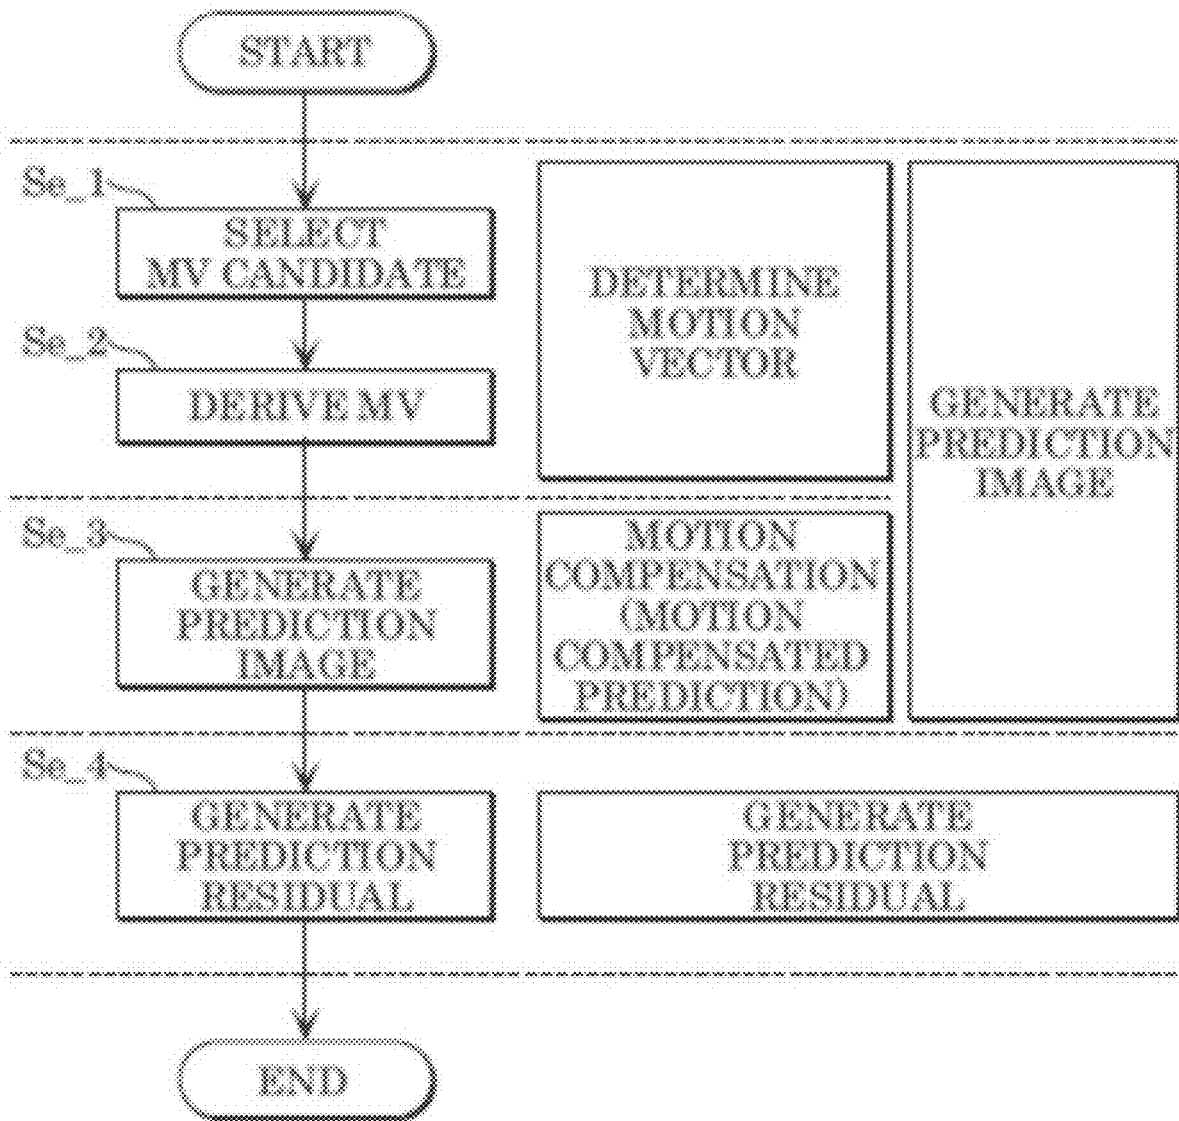 START
Se_1
SELECT
MV CANDIDATE
Se_2
DERIVE MV
DETERMINE
MOTION
VECTOR
GENERATE
PREDICTION
IMAGE
Se_3
GENERATE
PREDICTION
IMAGE
MOTION
COMPENSATION
(MOTION
COMPENSATED
PREDICTION)
Se_4
GENERATE
PREDICTION
RESIDUAL
GENERATE
PREDICTION
RESIDUAL
END